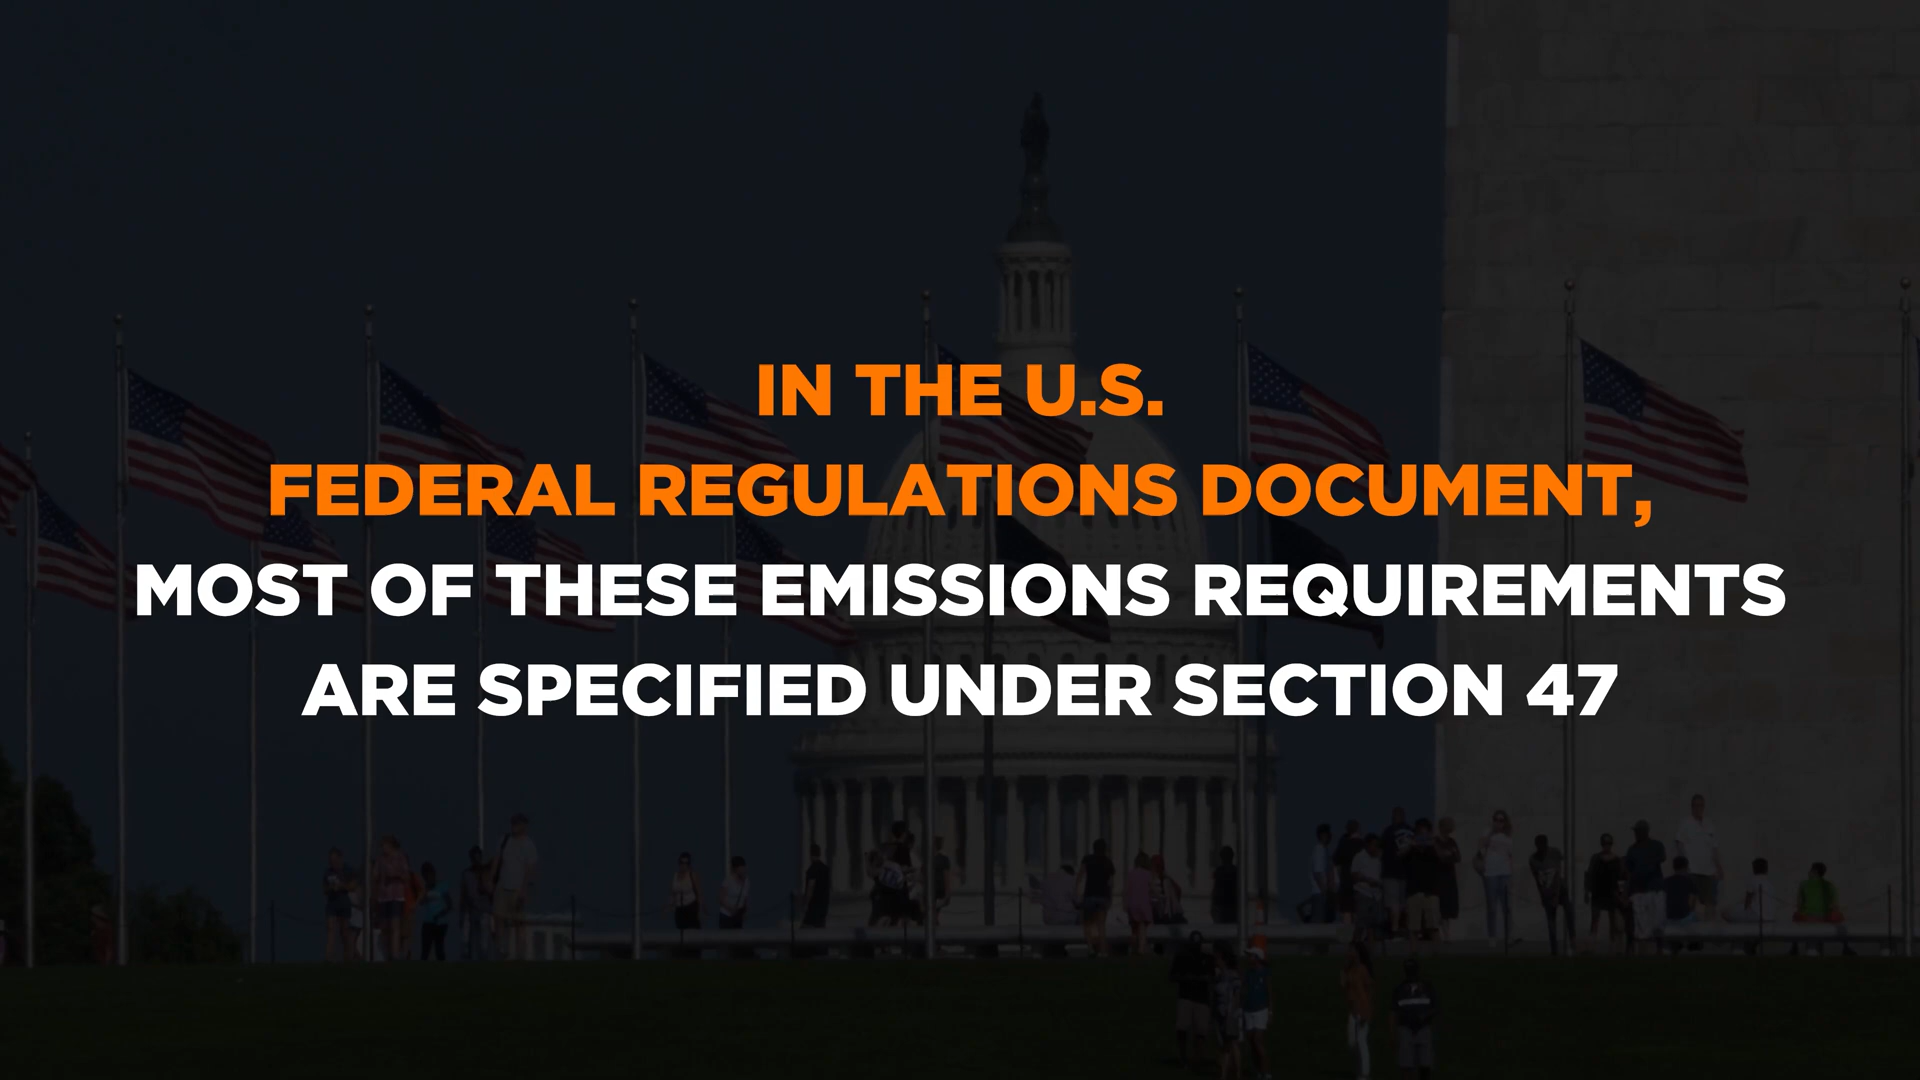 IN THE U.S.
FEDERAL REGULATIONS DOCUMENT,
MOST OF THESE EMISSIONS REQUIREMENTS
ARE SPECIFIED UNDER SECTION 47